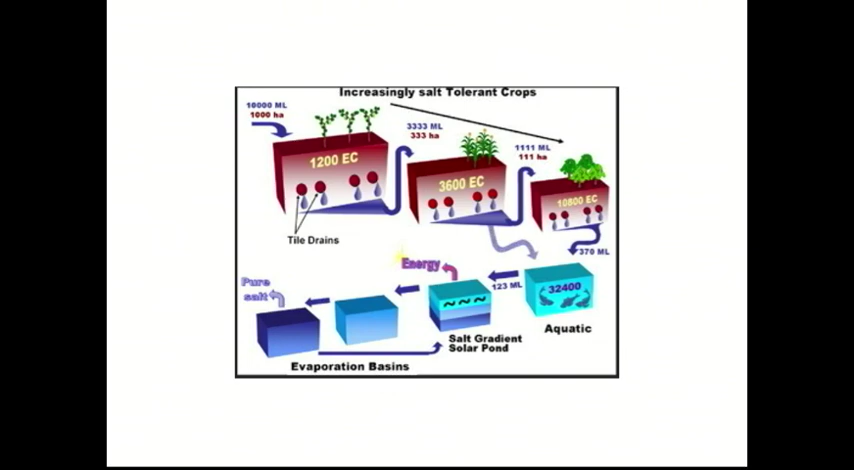 Increasingly salt Tolerant Crops
10000 ML
1000 ha
3333 ML
333 ha
1111 ML
111 ha
1200 EC
3600 EC
10800 EC
Tile Drains
370 ML
Energy
Pure
salt
123 ML
32400
Aquatic
Salt Gradient
Solar Pond
Evaporation Basins